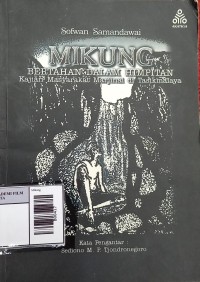 Sofwan Samandawai
MIKUNG
BERTAHAN DALAM HIMPITAN
Kajian Masyarakat Marjinal di Tasikmalaya
Kata Pengantar :
Sediono M. P. Tjondronegoro